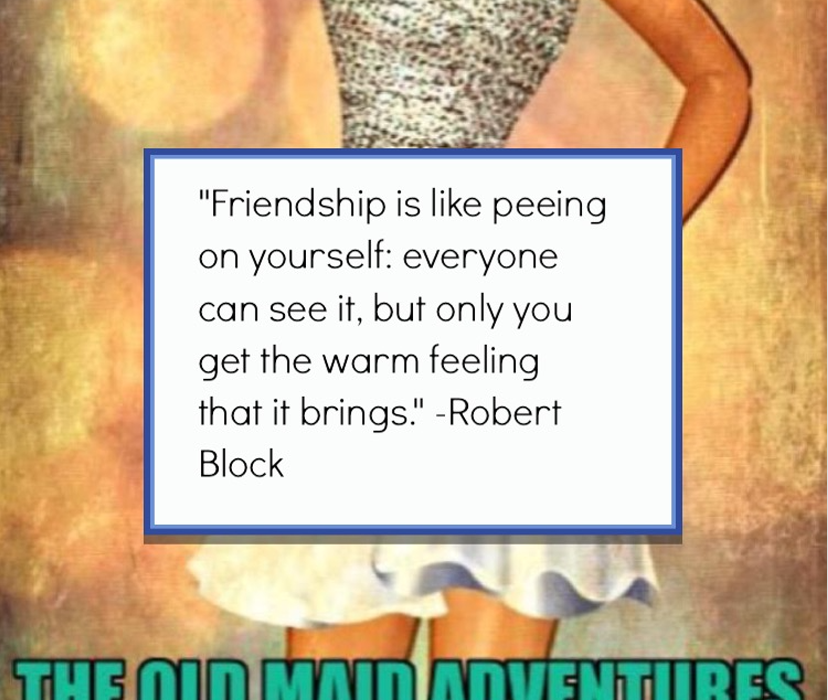 "Friendship is like peeing
on yourself: everyone
can see it, but only you
get the warm feeling
that it brings." -Robert
Block
THE OLD MAID ADVENTURES